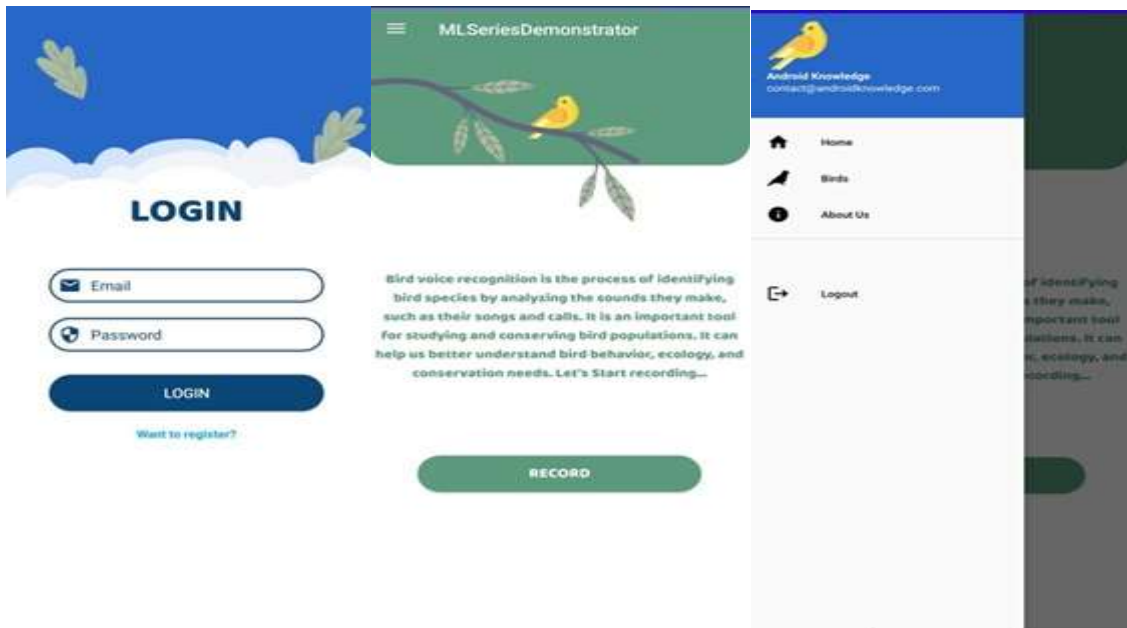 LOGIN
Email
Password
LOGIN
Want to register?
MLSeriesDemonstrator
Bird voice recognition is the process of identifying
bird species by analyzing the sounds they make,
such as their songs and calls. It is an important tool
for studying and conserving bird populations. It can
help us better understand bird behavior, ecology, and
conservation needs. Let's Start recording...
RECORD
Android Knowledge
contact@androidknowledge.com
Home
Birds
About Us
Logout
of identifying
s they make,
mportant tool
ulations. It can
r, ecology, and
cording...